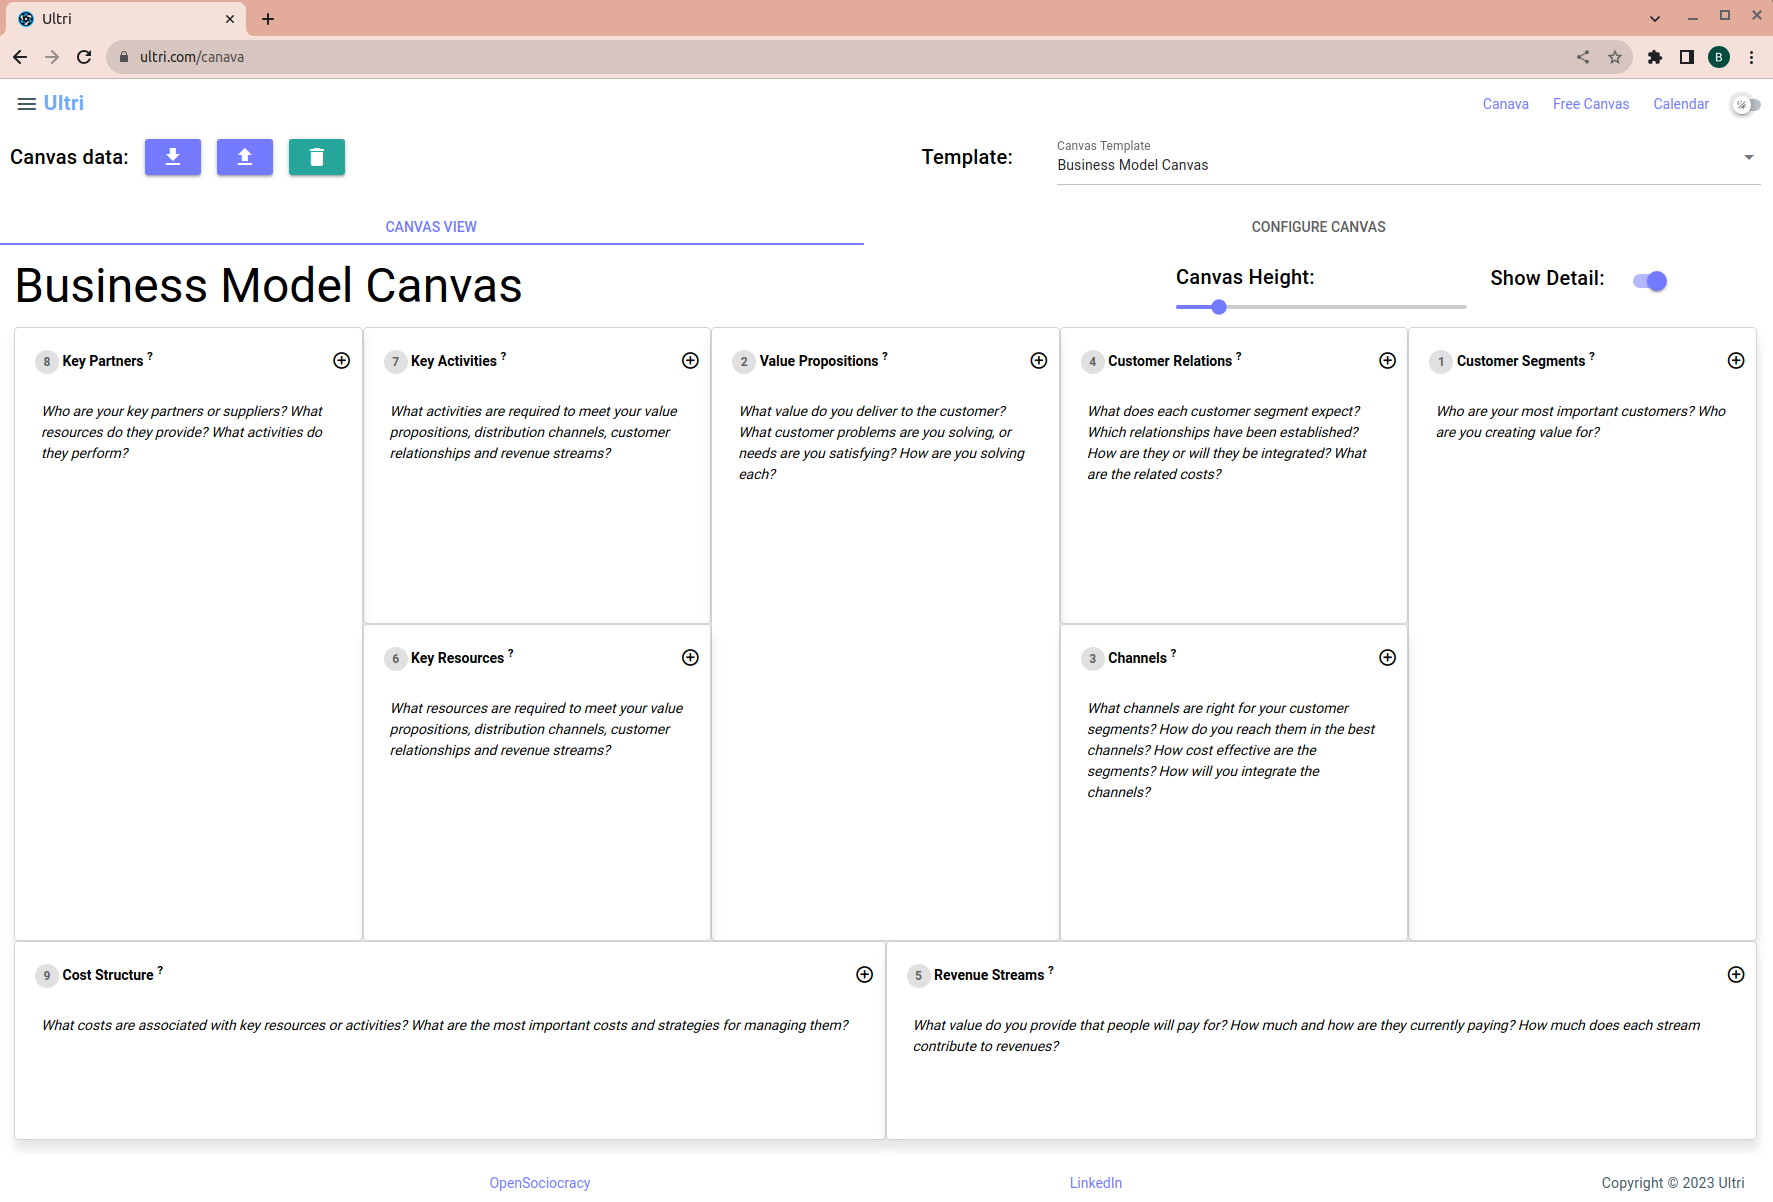 Ultri
ultri.com/canava
B
Ultri
Canava
Free Canvas
Calendar
Canvas data:
Template:
Canvas Template
Business Model Canvas
CANVAS VIEW
CONFIGURE CANVAS
Business Model Canvas
Canvas Height:
Show Detail:
8 Key Partners ?
Who are your key partners or suppliers? What
resources do they provide? What activities do
they perform?
7 Key Activities ?
What activities are required to meet your value
propositions, distribution channels, customer
relationships and revenue streams?
2 Value Propositions ?
What value do you deliver to the customer?
What customer problems are you solving, or
needs are you satisfying? How are you solving
each?
4 Customer Relations ?
What does each customer segment expect?
Which relationships have been established?
How are they or will they be integrated? What
are the related costs?
1 Customer Segments ?
Who are your most important customers? Who
are you creating value for?
6 Key Resources ?
What resources are required to meet your value
propositions, distribution channels, customer
relationships and revenue streams?
3 Channels ?
What channels are right for your customer
segments? How do you reach them in the best
channels? How cost effective are the
segments? How will you integrate the
channels?
9 Cost Structure ?
What costs are associated with key resources or activities? What are the most important costs and strategies for managing them?
5 Revenue Streams ?
What value do you provide that people will pay for? How much and how are they currently paying? How much does each stream
contribute to revenues?
OpenSociocracy
LinkedIn
Copyright © 2023 Ultri